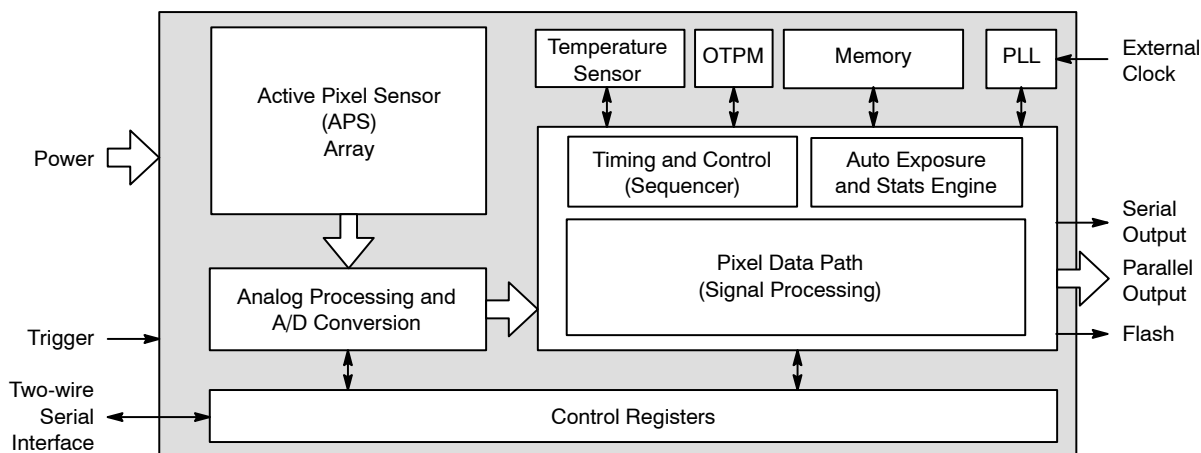 Temperature
Sensor
OTPM
Memory
PLL
External
Clock
Active Pixel Sensor
(APS)
Array
Power
Timing and Control
(Sequencer)
Auto Exposure
and Stats Engine
Serial
Output
Pixel Data Path
(Signal Processing)
Parallel
Output
Analog Processing and
A/D Conversion
Trigger
Flash
Two-wire
Serial
Interface
Control Registers